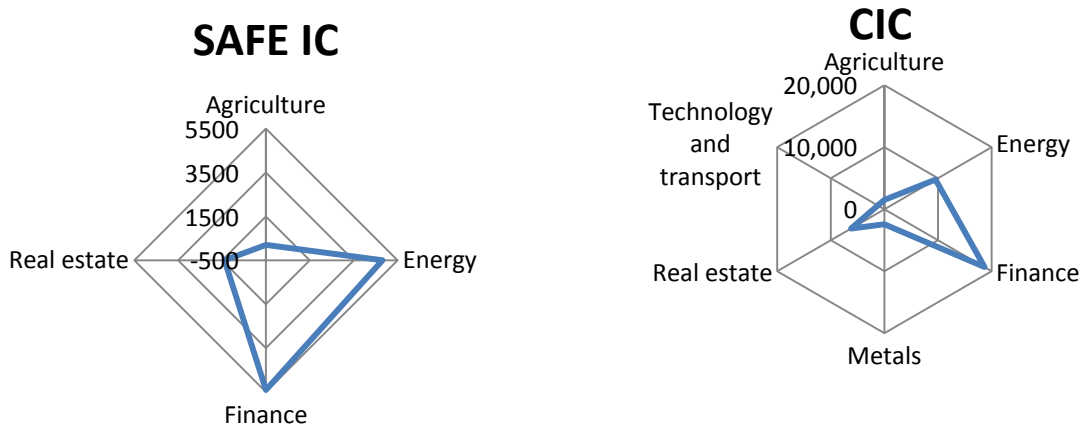 SAFE IC
Agriculture
5500
3500
1500
-500
Real estate
Energy
Finance
CIC
Agriculture
20,000
Technology
and
transport
10,000
0
Energy
Real estate
Finance
Metals